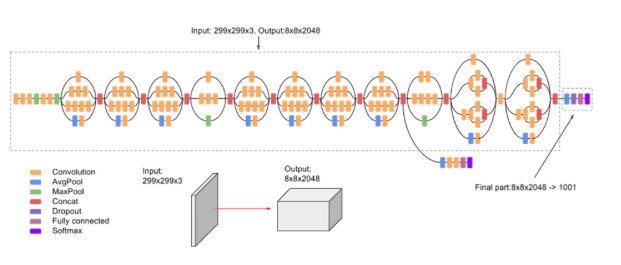 Input: 299x299x3, Output:8x8x2048
Convolution
AvgPool
MaxPool
Concat
Dropout
Fully connected
Softmax
Input:
299x299x3
Output:
8x8x2048
Final part:8x8x2048 -> 1001